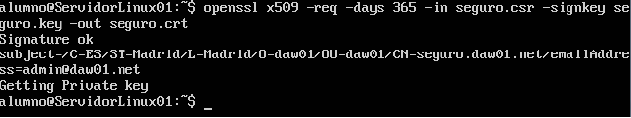 alumno@ServidorLinux01:~$ openssl x509 -req -days 365 -in seguro.csr -signkey se
guro.key -out seguro.crt
Signature ok
subject=/C=ES/ST=Madrid/L=Madrid/O=daw01/OU=daw01/CN=seguro.daw01.net/emailAddre
ss=admin@daw01.net
Getting Private key
alumno@ServidorLinux01:~$ _